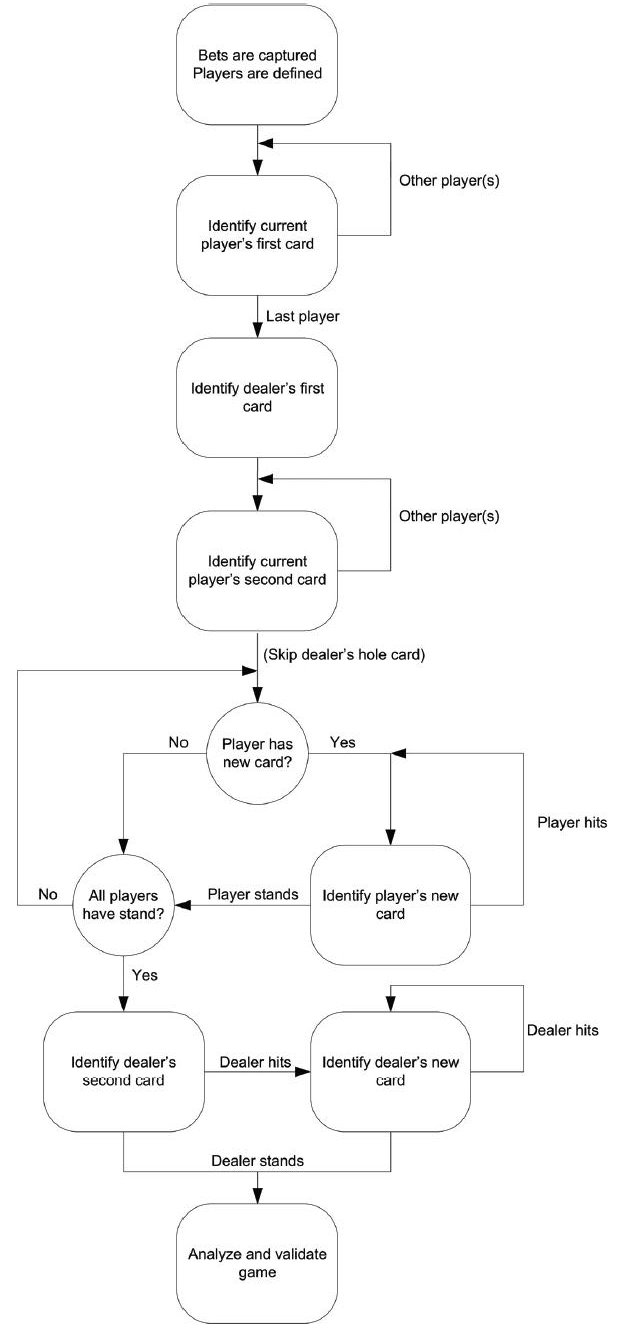 Bets are captured
Players are defined
Other player(s)
Identify current
player's first card
Last player
Identify dealer's first
card
Other player(s)
Identify current
player's second card
(Skip dealer's hole card)
No
Player has
new card?
Yes
Player hits
No
All players
have stand?
Player stands
Identify player's new
card
Yes
Identify dealer's
second card
Dealer hits
Identify dealer's new
card
Dealer hits
Dealer stands
Analyze and validate
game